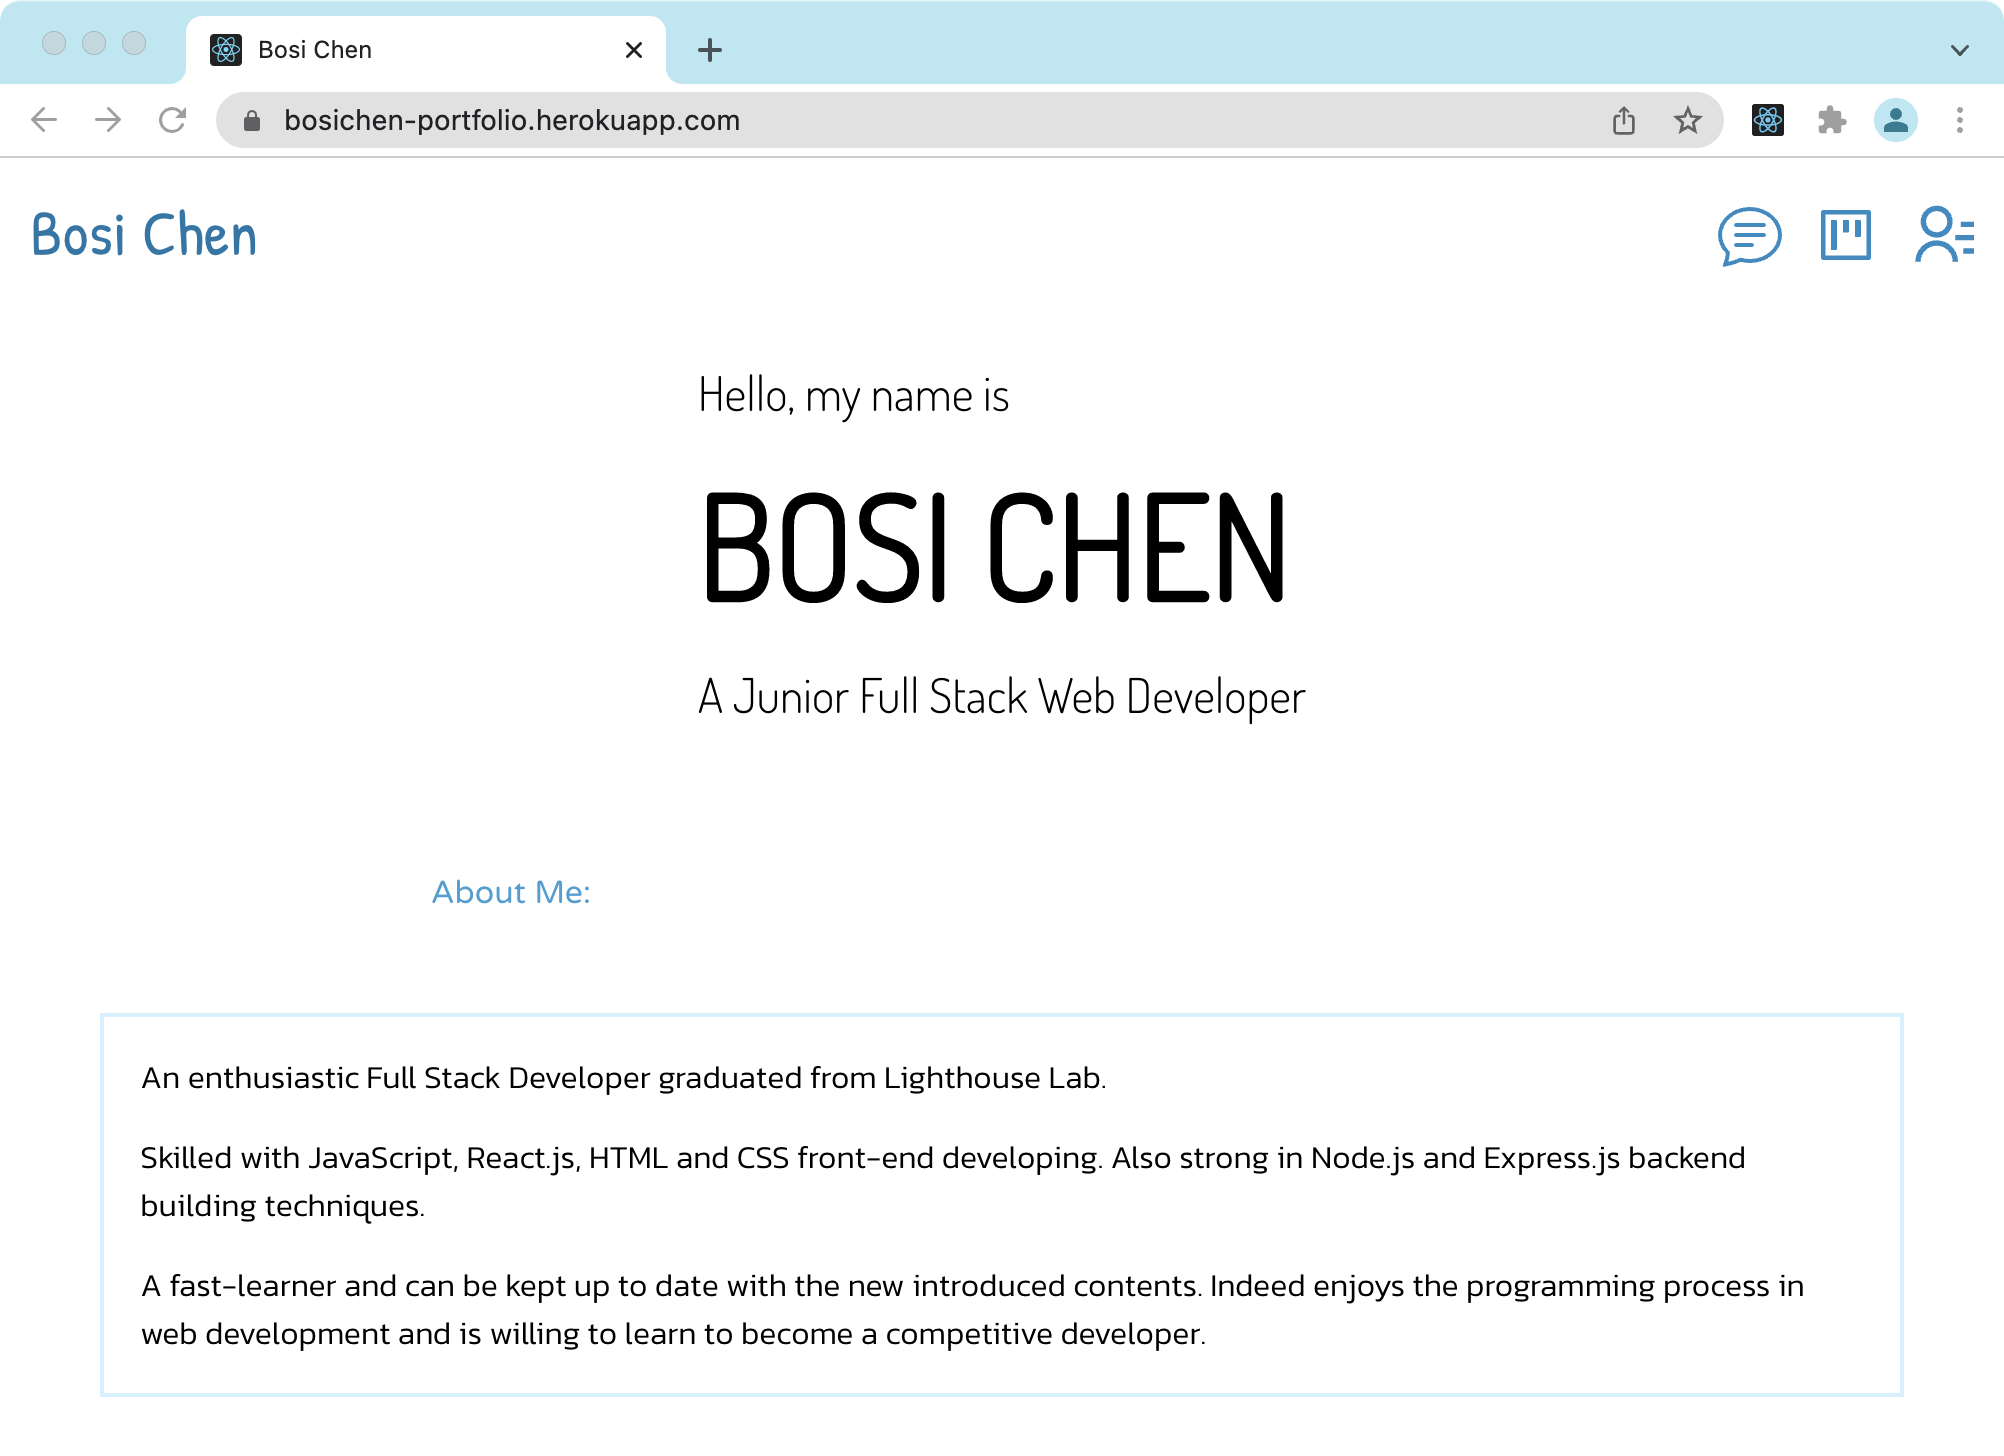 Bosi Chen
bosichen-portfolio.herokuapp.com
Bosi Chen
Hello, my name is
BOSI CHEN
A Junior Full Stack Web Developer
About Me:
An enthusiastic Full Stack Developer graduated from Lighthouse Lab.
Skilled with JavaScript, React.js, HTML and CSS front-end developing. Also strong in Node.js and Express.js backend
building techniques.
A fast-learner and can be kept up to date with the new introduced contents. Indeed enjoys the programming process in
web development and is willing to learn to become a competitive developer.